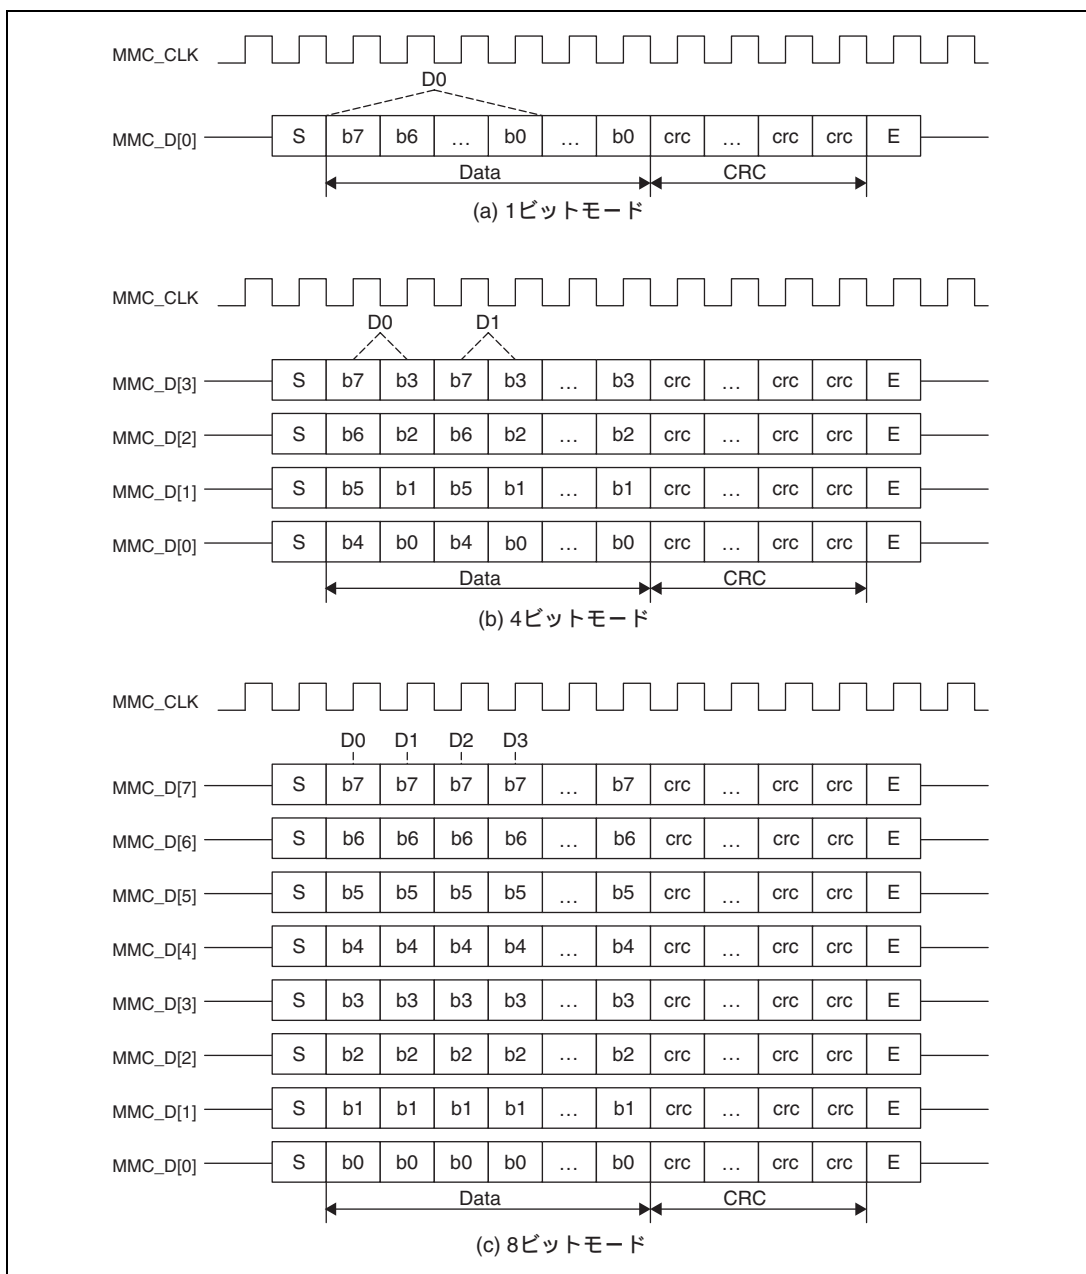 MMC_CLK
D0
MMC_D[0] S b7 b6 ... b0 ... b0 crc ... crc crc E
Data CRC
(a) 1ビットモード
MMC_CLK
D0 D1
MMC_D[3] S b7 b3 b7 b3 ... b3 crc ... crc crc E
MMC_D[2] S b6 b2 b6 b2 ... b2 crc ... crc crc E
MMC_D[1] S b5 b1 b5 b1 ... b1 crc ... crc crc E
MMC_D[0] S b4 b0 b4 b0 ... b0 crc ... crc crc E
Data CRC
(b) 4ビットモード
MMC_CLK
D0 D1 D2 D3
MMC_D[7] S b7 b7 b7 b7 ... b7 crc ... crc crc E
MMC_D[6] S b6 b6 b6 b6 ... b6 crc ... crc crc E
MMC_D[5] S b5 b5 b5 b5 ... b5 crc ... crc crc E
MMC_D[4] S b4 b4 b4 b4 ... b4 crc ... crc crc E
MMC_D[3] S b3 b3 b3 b3 ... b3 crc ... crc crc E
MMC_D[2] S b2 b2 b2 b2 ... b2 crc ... crc crc E
MMC_D[1] S b1 b1 b1 b1 ... b1 crc ... crc crc E
MMC_D[0] S b0 b0 b0 b0 ... b0 crc ... crc crc E
Data CRC
(c) 8ビットモード